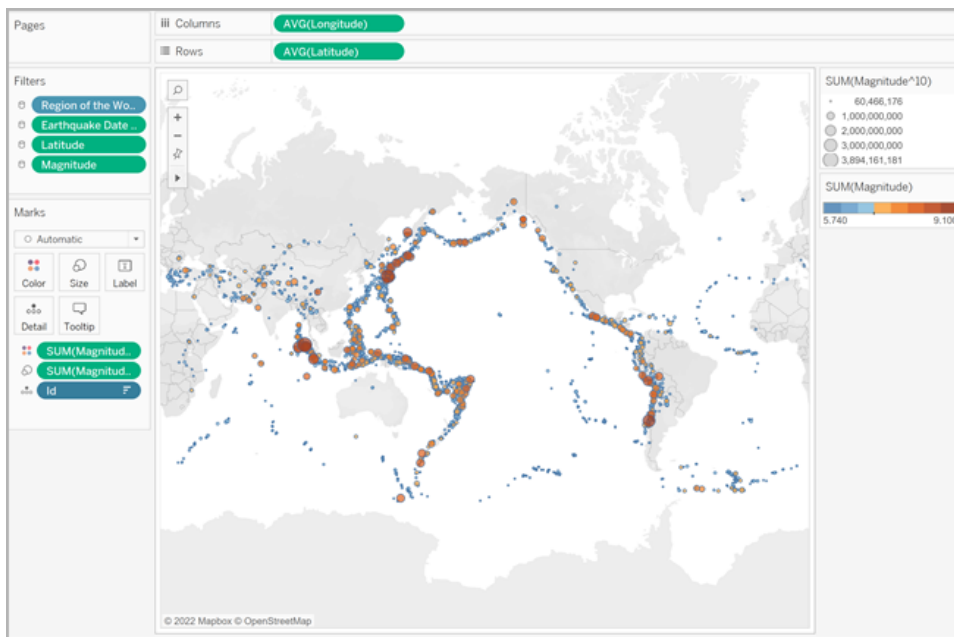 Pages
Columns
AVG(Longitude)
Rows
AVG(Latitude)
Filters
Region of the Wo..
Earthquake Date ..
Latitude
Magnitude
Marks
Automatic
Color
Size
Label
Detail
Tooltip
SUM(Magnitud..
SUM(Magnitud..
Id
© 2022 Mapbox © OpenStreetMap
SUM(Magnitude^10)
60,466,176
1,000,000,000
2,000,000,000
3,000,000,000
3,894,161,181
SUM(Magnitude)
5.740